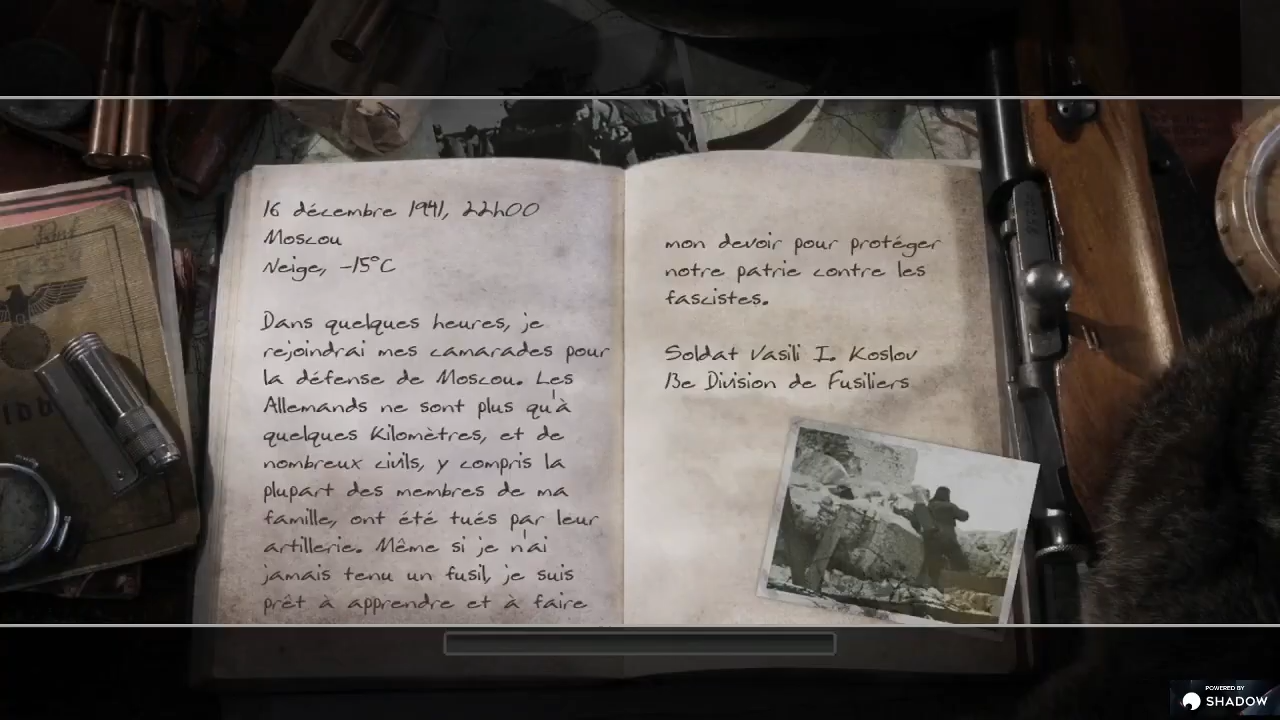 16 décembre 1941, 22h00
Moscou
Neige, -15°C
Dans quelques heures, je
rejoindrai mes camarades pour
la défense de Moscou. Les
Allemands ne sont plus qu'à
quelques Kilomètres, et de
nombreux civils, y compris la
plupart des membres de ma
famille, ont été tués par leur
artillerie. Même si je n'ai
jamais tenu un fusil, je suis
prêt à apprendre et à faire
mon devoir pour protéger
notre patrie contre les
fascistes.
Soldat Vasili I. Koslov
13e Division de Fusiliers
POWERED BY
SHADOW